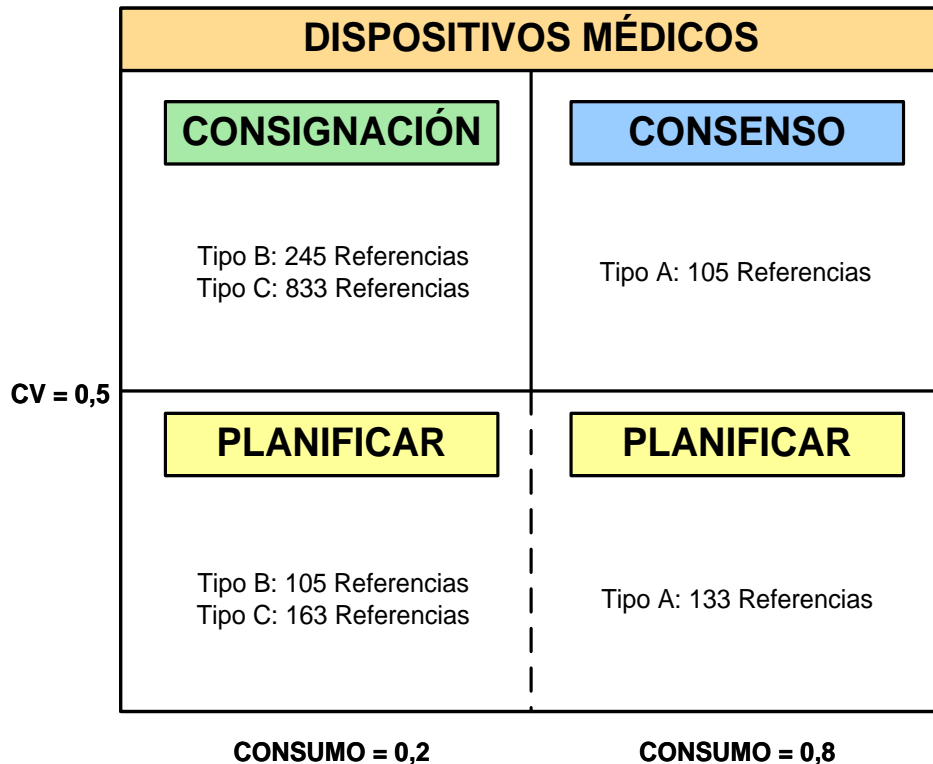 DISPOSITIVOS MÉDICOS
CONSIGNACIÓN
CONSENSO
Tipo B: 245 Referencias
Tipo C: 833 Referencias
Tipo A: 105 Referencias
CV = 0,5
PLANIFICAR
PLANIFICAR
Tipo B: 105 Referencias
Tipo C: 163 Referencias
Tipo A: 133 Referencias
CONSUMO = 0,2
CONSUMO = 0,8